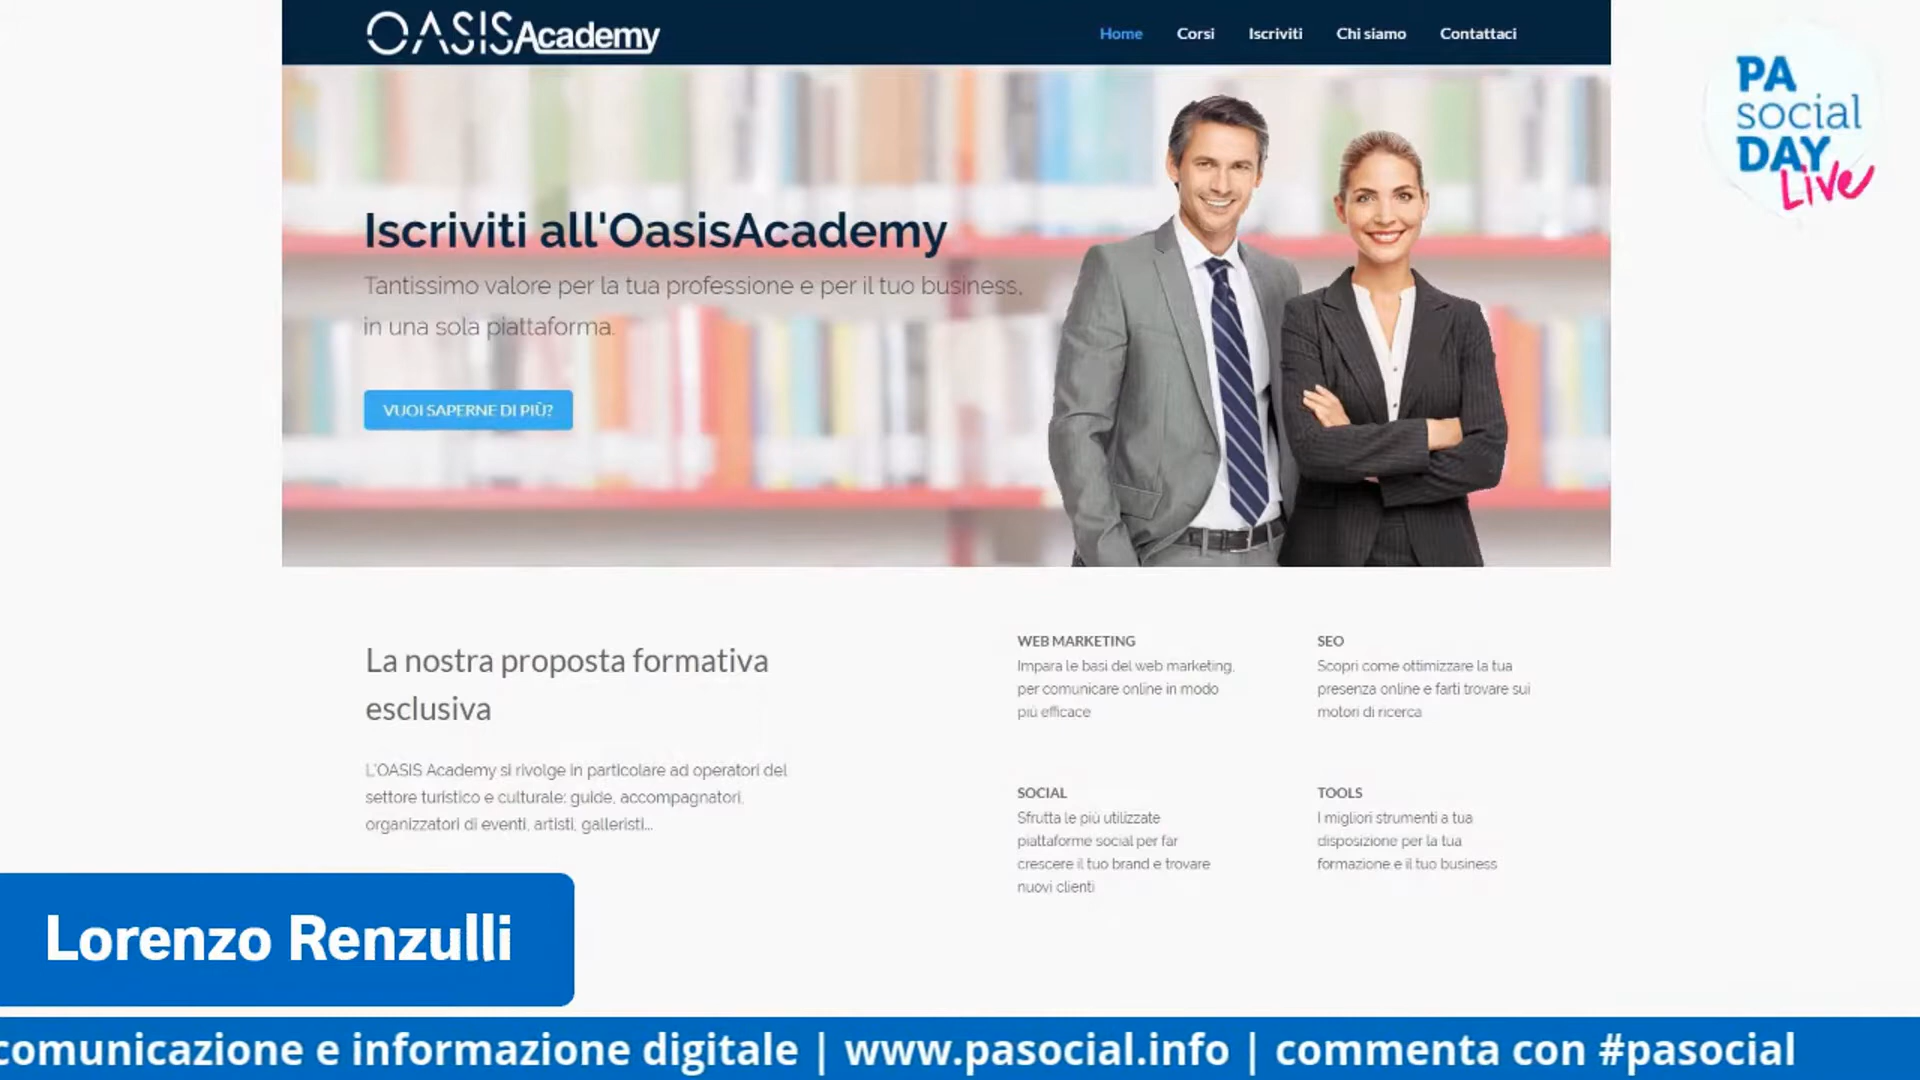 OASIS Academy
Home Corsi Iscriviti Chi siamo Contattaci
PA
social
DAY
Live
Iscriviti all'OasisAcademy
Tantissimo valore per la tua professione e per il tuo business,
in una sola piattaforma.
VUOI SAPERNE DI PIÙ?
La nostra proposta formativa
esclusiva
L'OASIS Academy si rivolge in particolare ad operatori del
settore turistico e culturale: guide, accompagnatori,
organizzatori di eventi, artisti, galleristi...
WEB MARKETING
Impara le basi del web marketing,
per comunicare online in modo
più efficace
SEO
Scopri come ottimizzare la tua
presenza online e farti trovare sui
motori di ricerca
SOCIAL
Sfrutta le più utilizzate
piattaforme social per far
crescere il tuo brand e trovare
nuovi clienti
TOOLS
I migliori strumenti a tua
disposizione per la tua
formazione e il tuo business
Lorenzo Renzulli
comunicazione e informazione digitale | www.pasocial.info | commenta con #pasocial